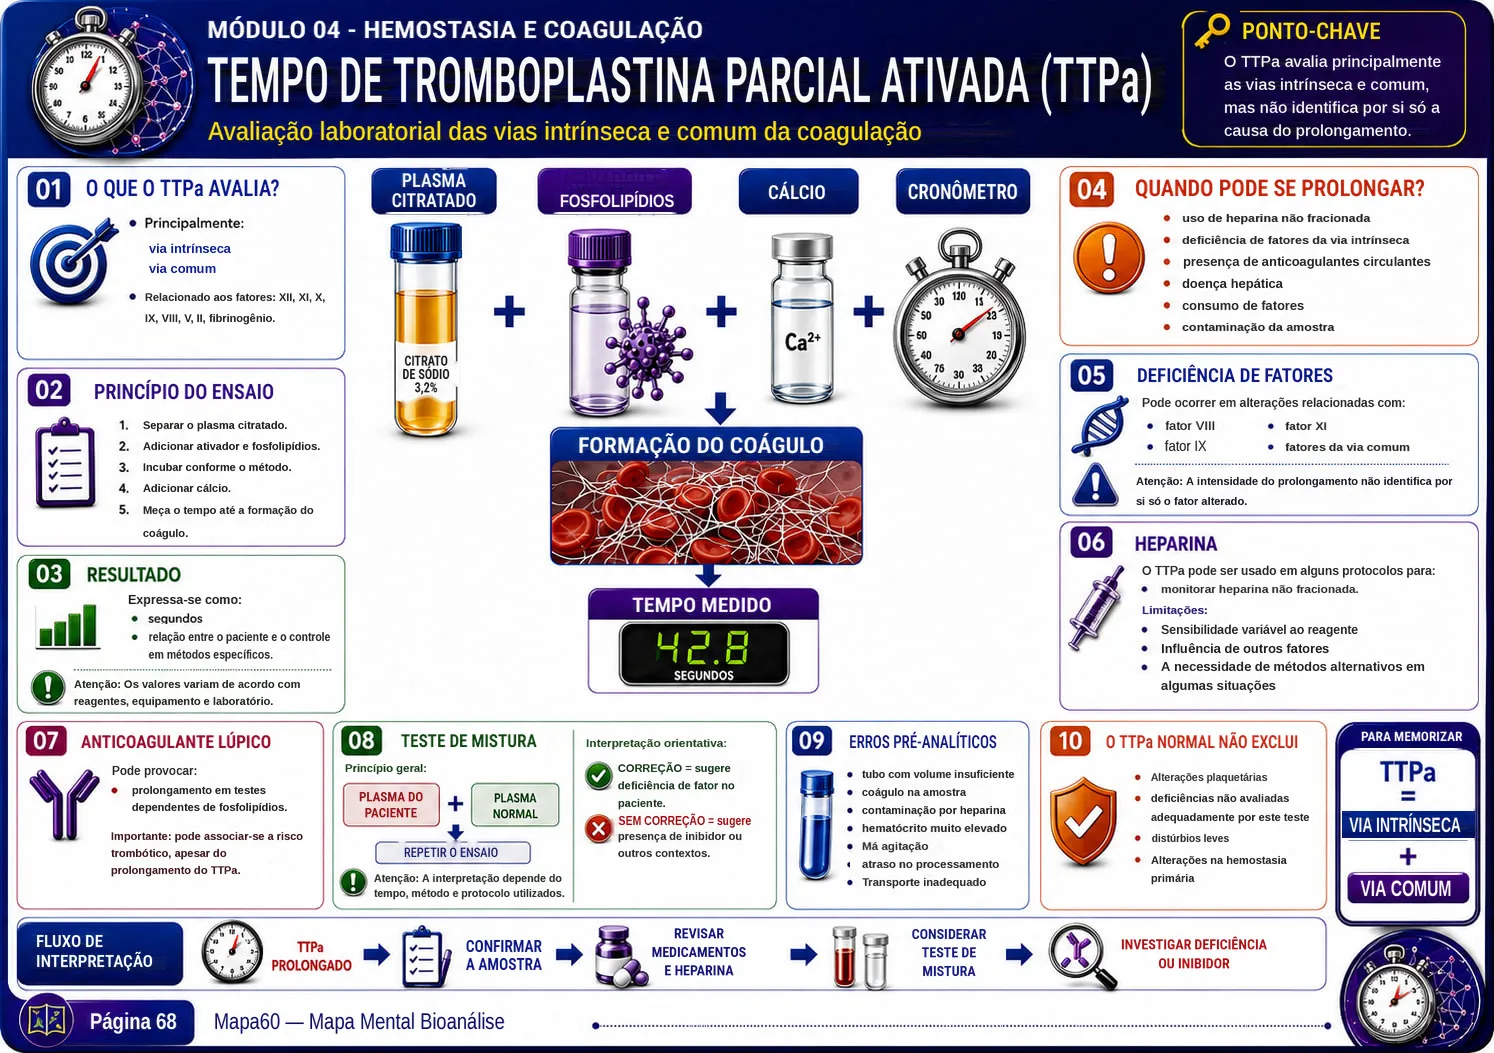 MÓDULO 04 - HEMOSTASIA E COAGULAÇÃO
TEMPO DE TROMBOPLASTINA PARCIAL ATIVADA (TTPa)
Avaliação laboratorial das vias intrínseca e comum da coagulação
PONTO-CHAVE
O TTPa avalia principalmente
as vias intrínseca e comum,
mas não identifica por si só a
causa do prolongamento.
01 O QUE O TTPa AVALIA?
• Principalmente:
via intrínseca
via comum
• Relacionado aos fatores: XII, XI, X,
IX, VIII, V, II, fibrinogênio.
02 PRINCÍPIO DO ENSAIO
1. Separar o plasma citratado.
2. Adicionar ativador e fosfolipídios.
3. Incubar conforme o método.
4. Adicionar cálcio.
5. Meça o tempo até a formação do
coágulo.
03 RESULTADO
Expressa-se como:
• segundos
• relação entre o paciente e o controle
em métodos específicos.
Atenção: Os valores variam de acordo com
reagentes, equipamento e laboratório.
PLASMA
CITRATADO
FOSFOLIPÍDIOS
CÁLCIO
CRONÔMETRO
CITRATO
DE SÓDIO
3,2%
+
+
Ca²⁺
+
FORMAÇÃO DO COÁGULO
TEMPO MEDIDO
42.8
SEGUNDOS
04 QUANDO PODE SE PROLONGAR?
• uso de heparina não fracionada
• deficiência de fatores da via intrínseca
• presença de anticoagulantes circulantes
• doença hepática
• consumo de fatores
• contaminação da amostra
05 DEFICIÊNCIA DE FATORES
Pode ocorrer em alterações relacionadas com:
• fator VIII
• fator IX
• fator XI
• fatores da via comum
Atenção: A intensidade do prolongamento não identifica por
si só o fator alterado.
06 HEPARINA
O TTPa pode ser usado em alguns protocolos para:
• monitorar heparina não fracionada.
Limitações:
• Sensibilidade variável ao reagente
• Influência de outros fatores
• A necessidade de métodos alternativos em
algumas situações
07 ANTICOAGULANTE LÚPICO
Pode provocar:
• prolongamento em testes
dependentes de fosfolipídios.
Importante: pode associar-se a risco
trombótico, apesar do
prolongamento do TTPa.
08 TESTE DE MISTURA
Princípio geral:
PLASMA DO
PACIENTE
+
PLASMA
NORMAL
REPETIR O ENSAIO
Atenção: A interpretação depende do
tempo, método e protocolo utilizados.
Interpretação orientativa:
CORREÇÃO = sugere
deficiência de fator no
paciente.
SEM CORREÇÃO = sugere
presença de inibidor ou
outros contextos.
09 ERROS PRÉ-ANALÍTICOS
• tubo com volume insuficiente
• coágulo na amostra
• contaminação por heparina
• hematócrito muito elevado
• Má agitação
• atraso no processamento
• Transporte inadequado
10 O TTPa NORMAL NÃO EXCLUI
• Alterações plaquetárias
• deficiências não avaliadas
adequadamente por este teste
• distúrbios leves
• Alterações na hemostasia
primária
PARA MEMORIZAR
TTPa
=
VIA INTRÍNSECA
+
VIA COMUM
FLUXO DE
INTERPRETAÇÃO
TTPa
PROLONGADO
CONFIRMAR
A AMOSTRA
REVISAR
MEDICAMENTOS
E HEPARINA
CONSIDERAR
TESTE DE
MISTURA
INVESTIGAR DEFICIÊNCIA
OU INIBIDOR
Página 68
Mapa60 — Mapa Mental Bioanálise